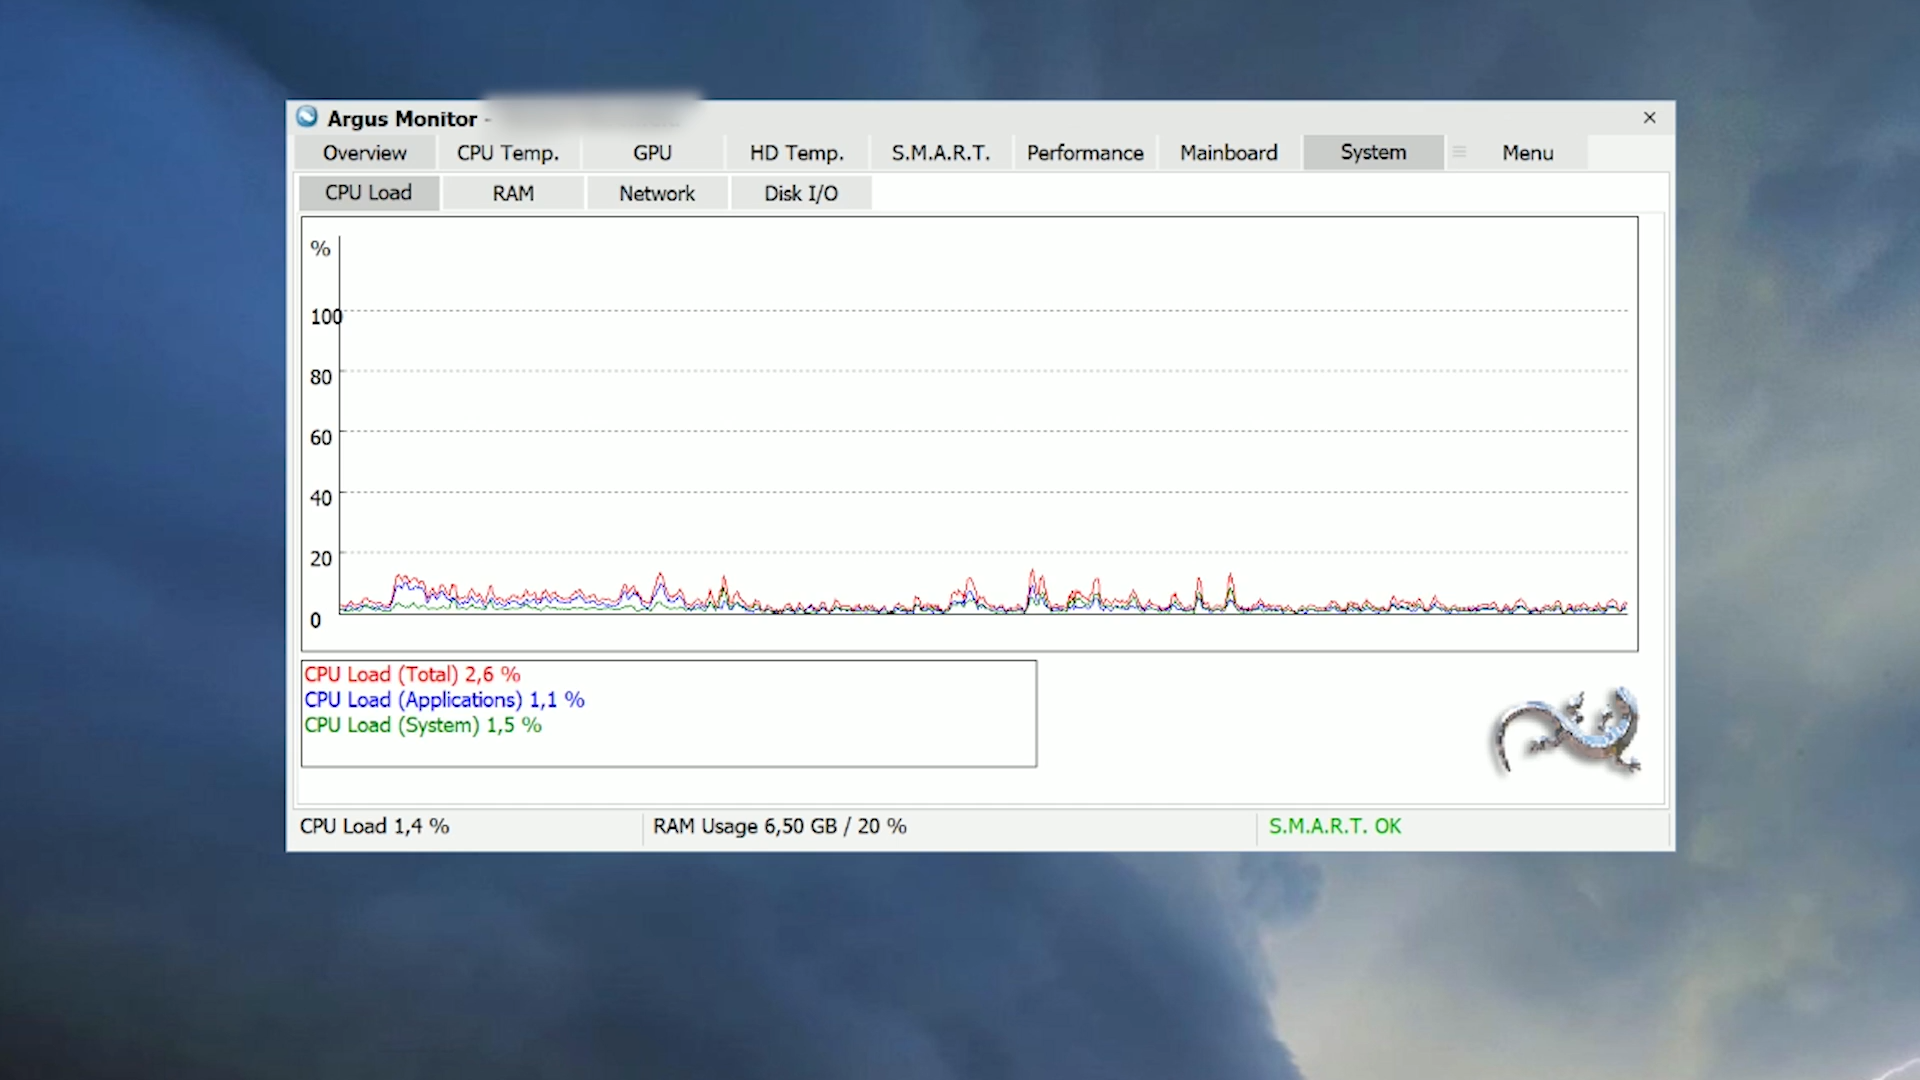 Argus Monitor -
Overview CPU Temp. GPU HD Temp. S.M.A.R.T. Performance Mainboard System Menu
CPU Load RAM Network Disk I/O
%
100
80
60
40
20
0
CPU Load (Total) 2,6 %
CPU Load (Applications) 1,1 %
CPU Load (System) 1,5 %
CPU Load 1,4 % RAM Usage 6,50 GB / 20 % S.M.A.R.T. OK